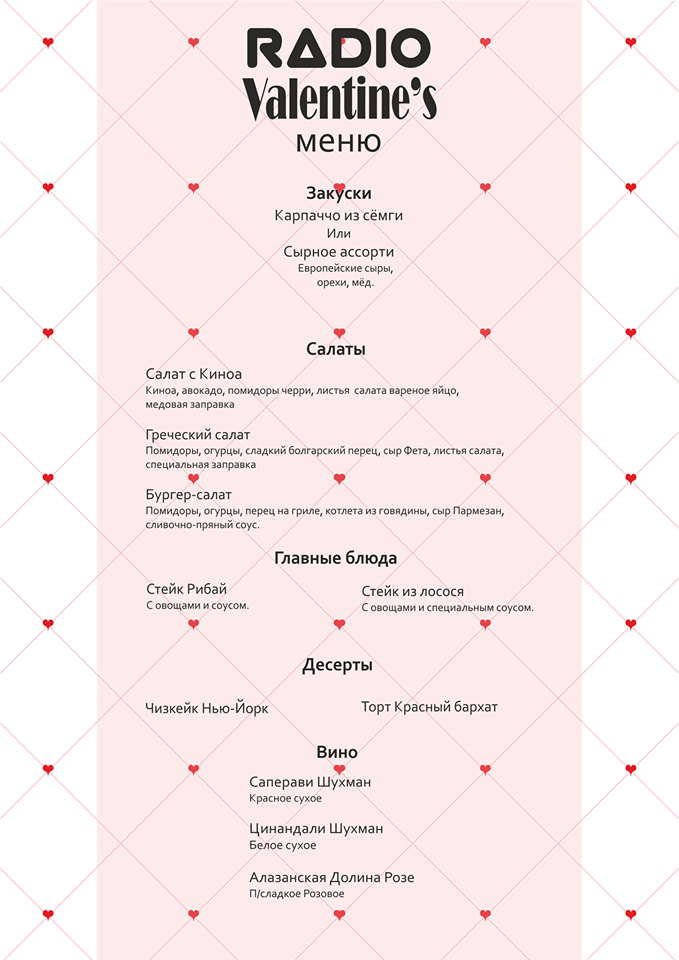 RADIO
Valentine's
меню
Закуски
Карпаччо из сёмги
Или
Сырное ассорти
Европейские сыры,
орехи, мёд.
Салаты
Салат с Киноа
Киноа, авокадо, помидоры черри, листья салата вареное яйцо,
медовая заправка
Греческий салат
Помидоры, огурцы, сладкий болгарский перец, сыр Фета, листья салата,
специальная заправка
Бургер-салат
Помидоры, огурцы, перец на гриле, котлета из говядины, сыр Пармезан,
сливочно-пряный соус.
Главные блюда
Стейк Рибай
С овощами и соусом.
Стейк из лосося
С овощами и специальным соусом.
Десерты
Чизкейк Нью-Йорк
Торт Красный бархат
Вино
Саперави Шухман
Красное сухое
Цинандали Шухман
Белое сухое
Алазанская Долина Розе
П/сладкое Розовое